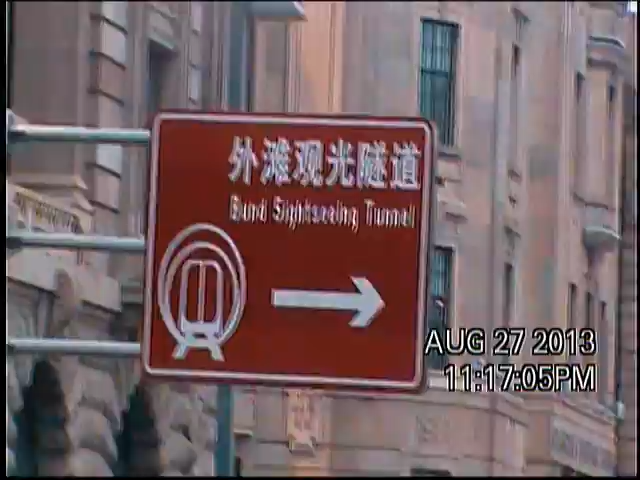 外滩观光隧道
Bund Sightseeing Tunnel
AUG 27 2013
11:17:05PM